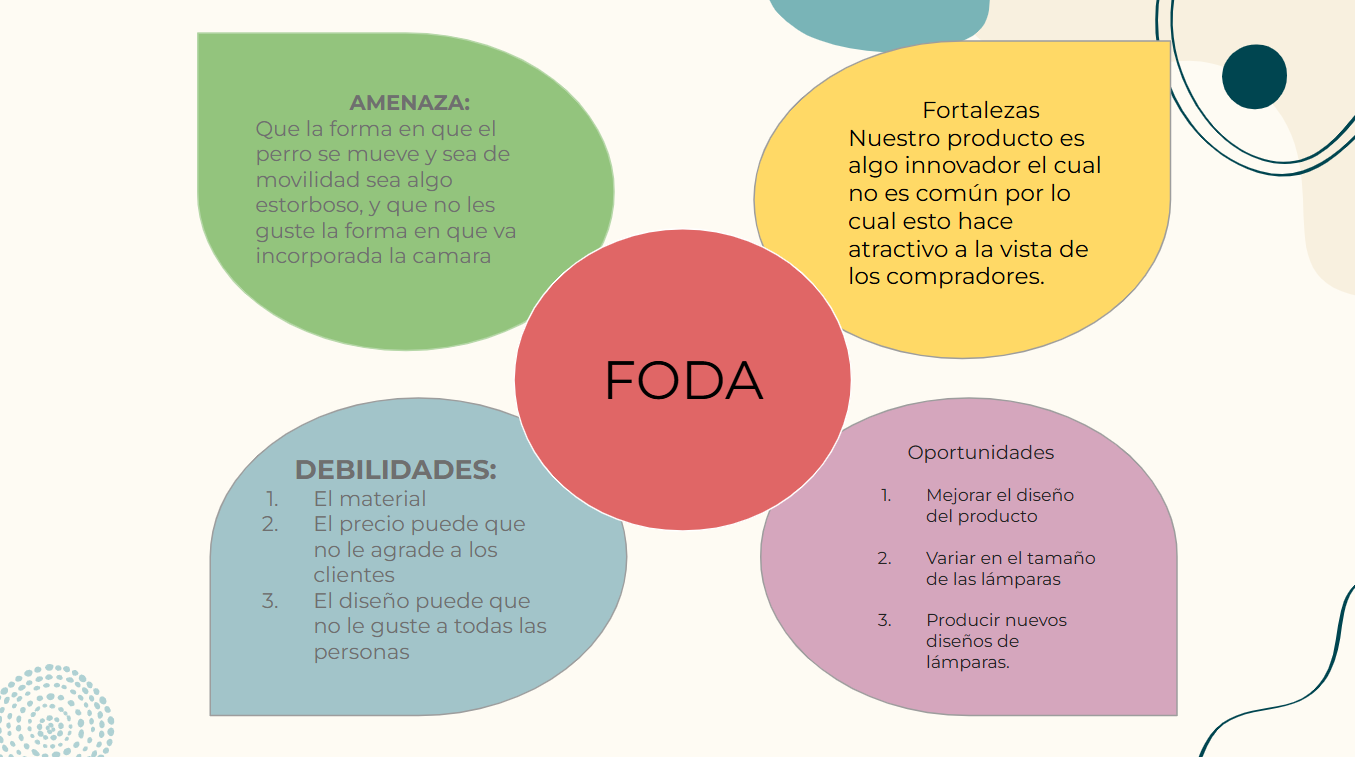 AMENAZA:
Que la forma en que el
perro se mueve y sea de
movilidad sea algo
estorboso, y que no les
guste la forma en que va
incorporada la camara
Fortalezas
Nuestro producto es
algo innovador el cual
no es común por lo
cual esto hace
atractivo a la vista de
los compradores.
FODA
DEBILIDADES:
1. El material
2. El precio puede que
no le agrade a los
clientes
3. El diseño puede que
no le guste a todas las
personas
Oportunidades
1. Mejorar el diseño
del producto
2. Variar en el tamaño
de las lámparas
3. Producir nuevos
diseños de
lámparas.